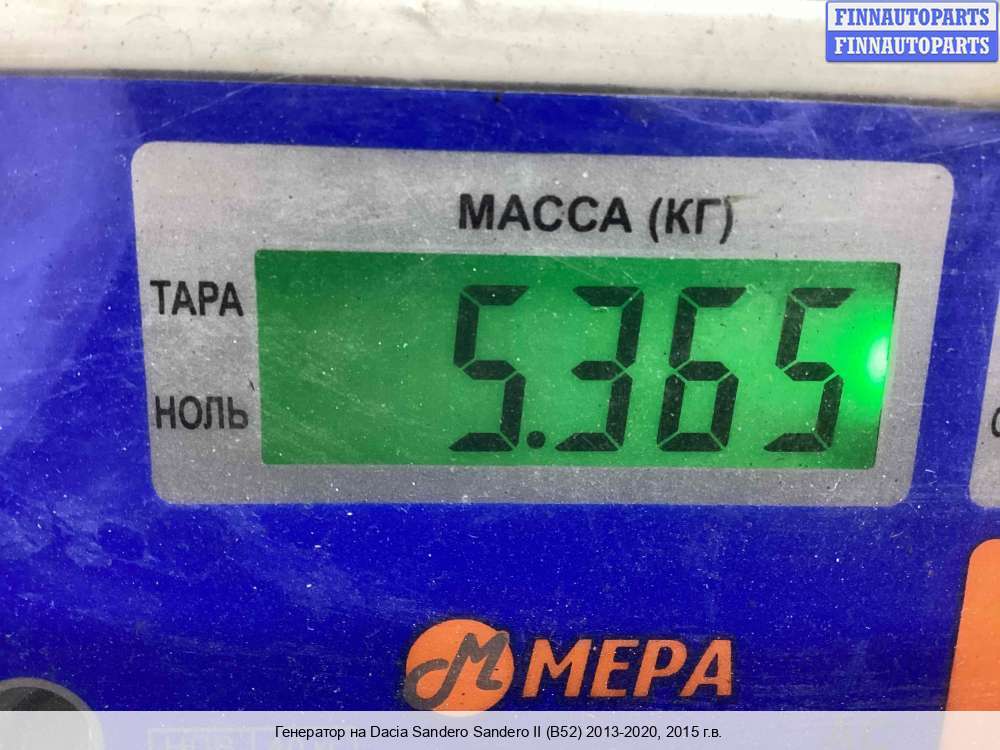 FINNAUTOPARTS
FINNAUTOPARTS
МАССА (КГ)
ТАРА
5.365
НОЛЬ
МЕРА
Генератор на Dacia Sandero Sandero II (B52) 2013-2020, 2015 г.в.